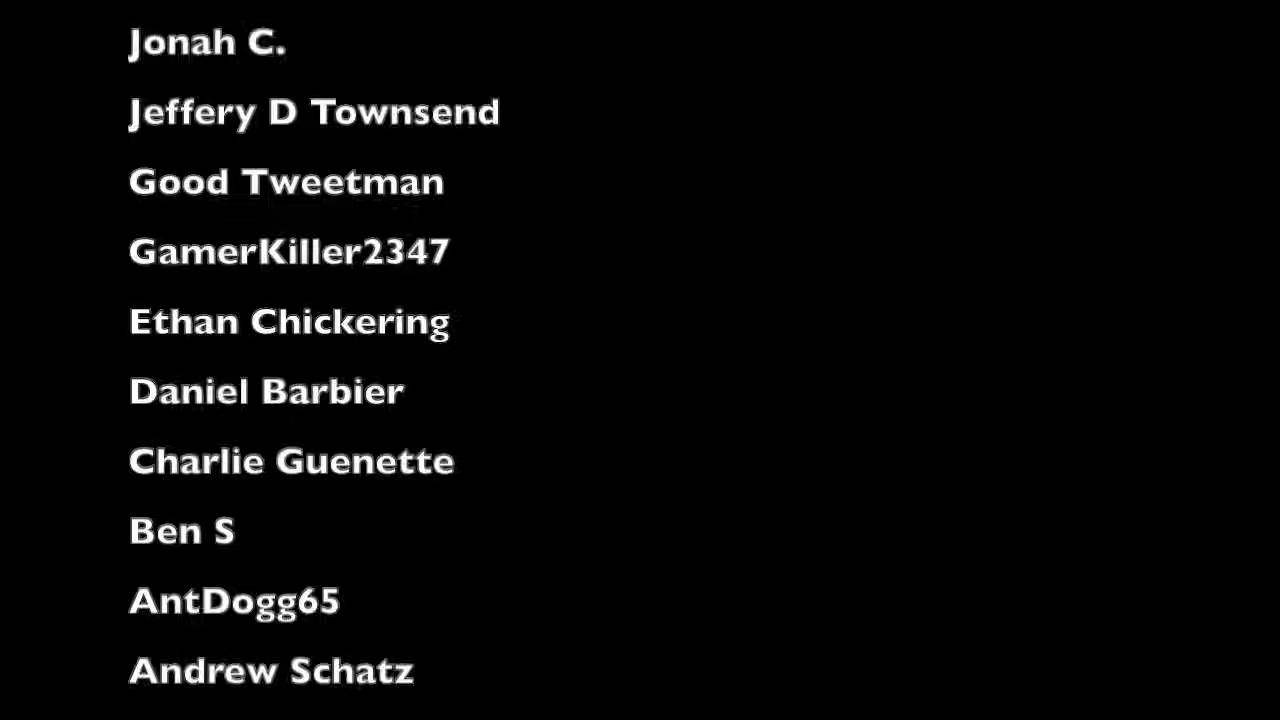 Jonah C.
Jeffery D Townsend
Good Tweetman
GamerKiller2347
Ethan Chickering
Daniel Barbier
Charlie Guenette
Ben S
AntDogg65
Andrew Schatz